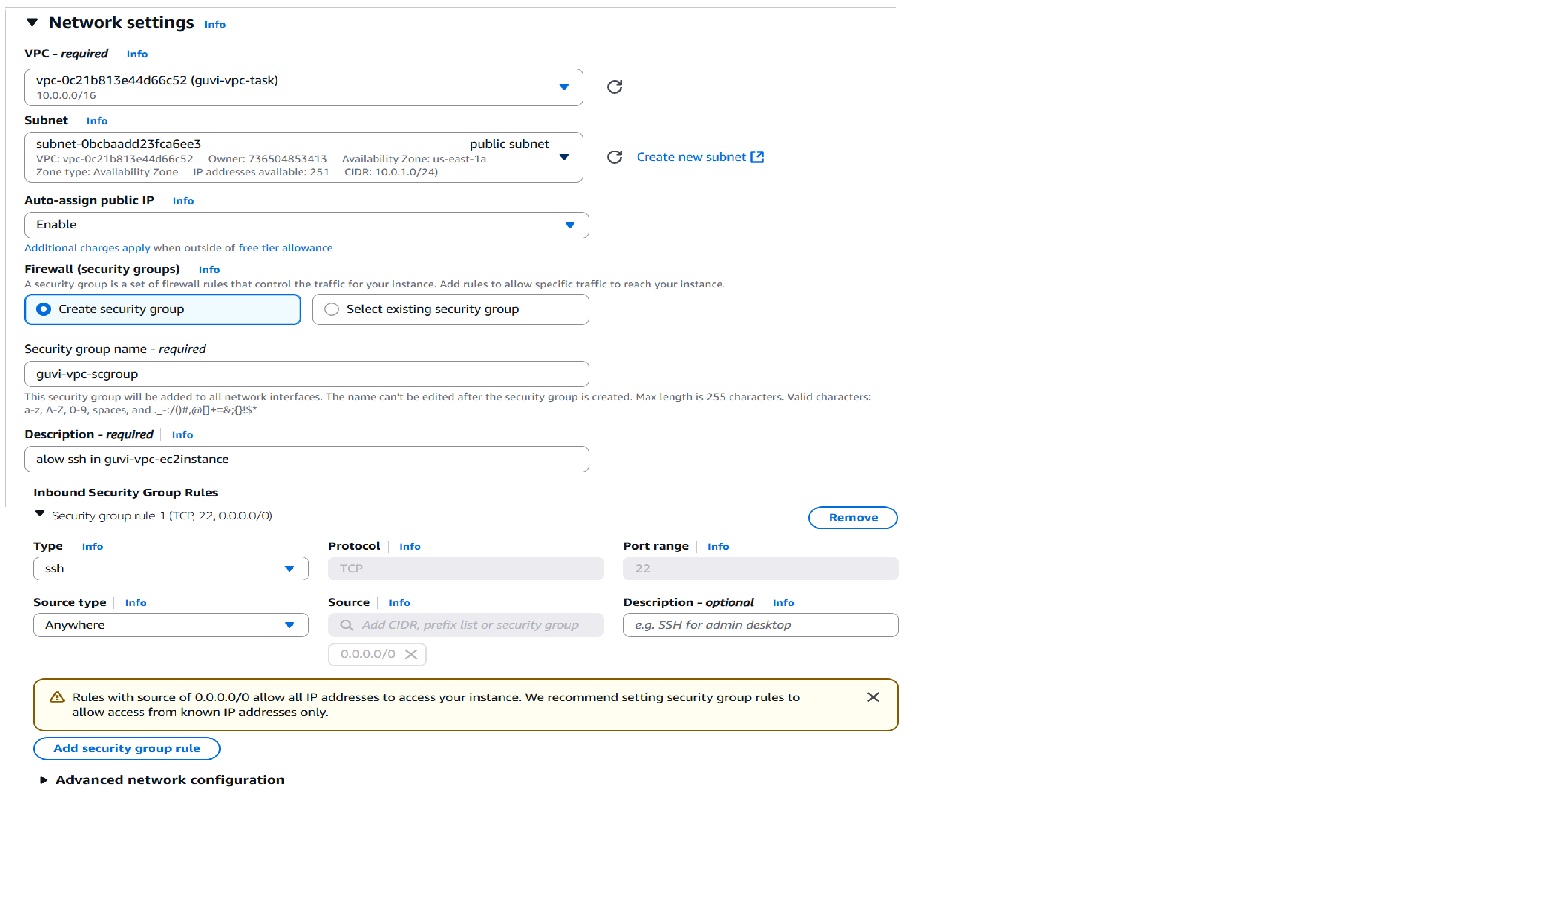 Network settings Info
VPC - required Info
vpc-0c21b813e44d66c52 (guvi-vpc-task)
10.0.0.0/16
Subnet Info
subnet-0bcbaadd23fca6ee3 public subnet
VPC: vpc-0c21b813e44d66c52 Owner: 736504853413 Availability Zone: us-east-1a
Zone type: Availability Zone IP addresses available: 251 CIDR: 10.0.1.0/24)
Create new subnet
Auto-assign public IP Info
Enable
Additional charges apply when outside of free tier allowance
Firewall (security groups) Info
A security group is a set of firewall rules that control the traffic for your instance. Add rules to allow specific traffic to reach your instance.
Create security group Select existing security group
Security group name - required
guvi-vpc-scgroup
This security group will be added to all network interfaces. The name can't be edited after the security group is created. Max length is 255 characters. Valid characters:
a-z, A-Z, 0-9, spaces, and ._-:/()#,@[]+=&;{}!$*
Description - required Info
alow ssh in guvi-vpc-ec2instance
Inbound Security Group Rules
Security group rule 1 (TCP, 22, 0.0.0.0/0) Remove
Type Info Protocol Info Port range Info
ssh TCP 22
Source type Info Source Info Description - optional Info
Anywhere Add CIDR, prefix list or security group e.g. SSH for admin desktop
0.0.0.0/0
Rules with source of 0.0.0.0/0 allow all IP addresses to access your instance. We recommend setting security group rules to
allow access from known IP addresses only.
Add security group rule
Advanced network configuration